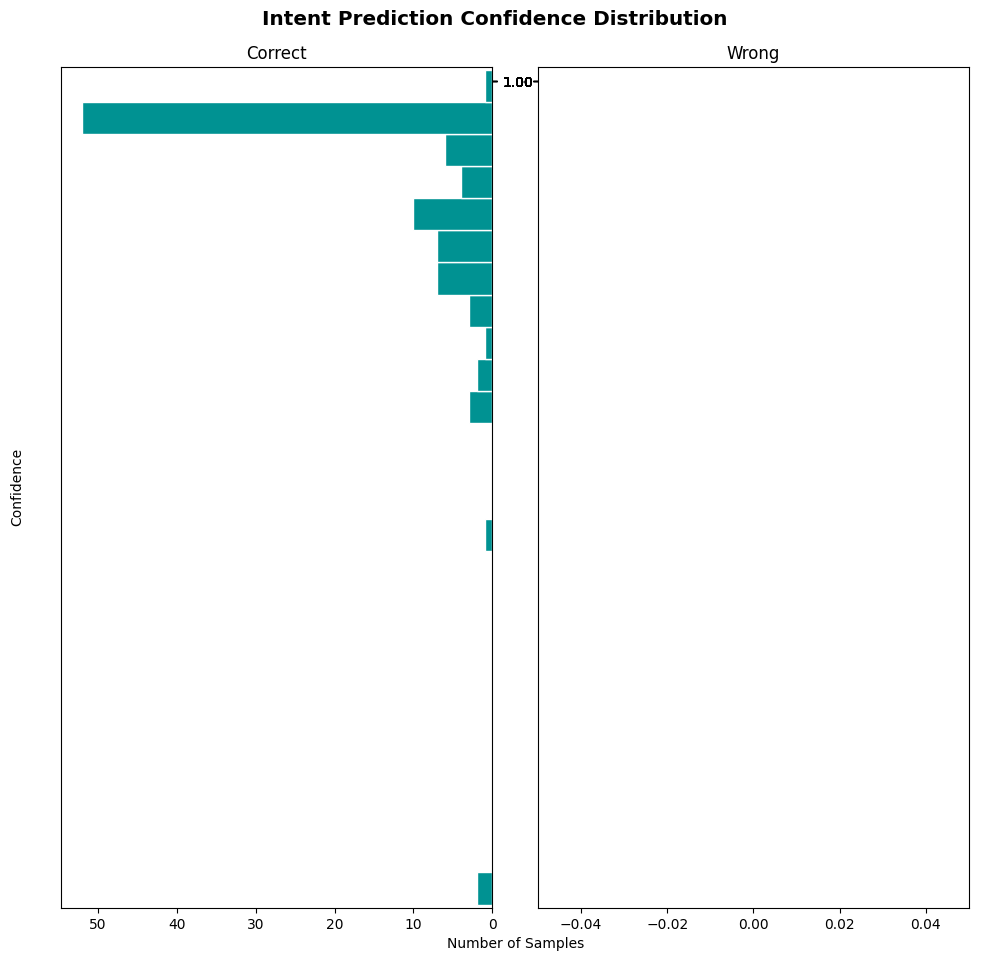 Intent Prediction Confidence Distribution
Correct
Wrong
1.00
Confidence
50 40 30 20 10 0
−0.04 −0.02 0.00 0.02 0.04
Number of Samples